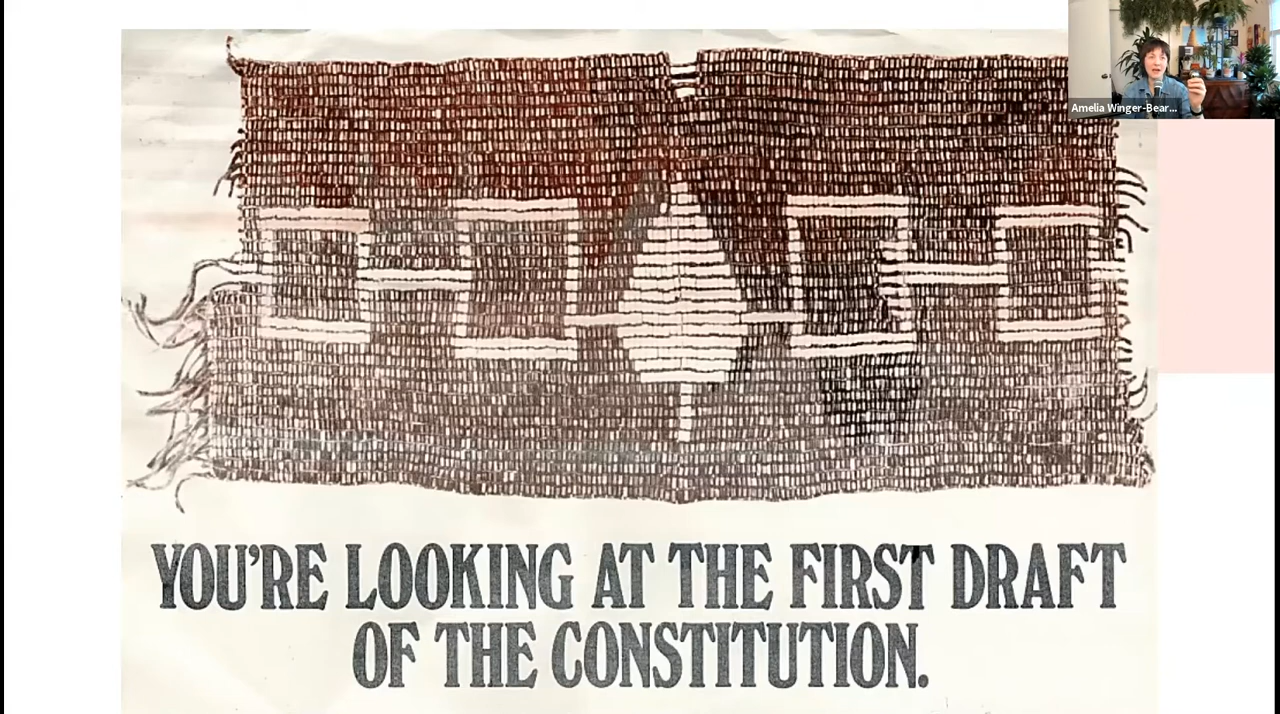 Amelia Winger-Bear...
YOU'RE LOOKING AT THE FIRST DRAFT
OF THE CONSTITUTION.